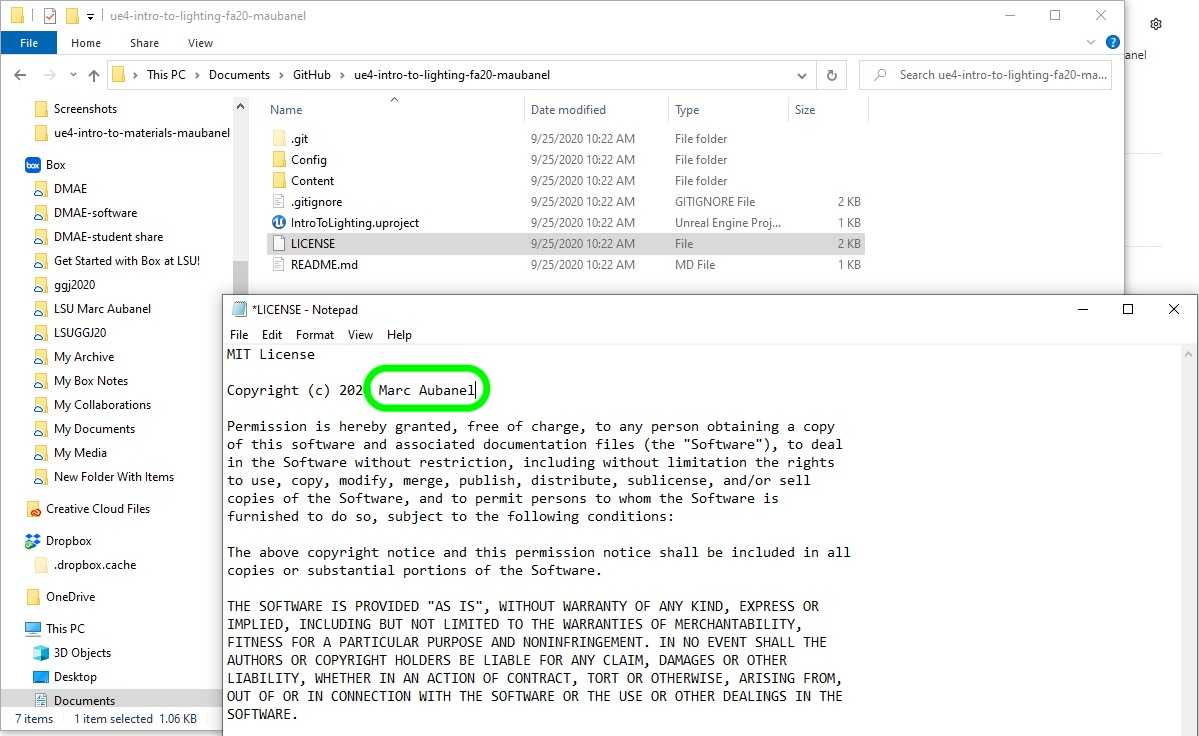 ue4-intro-to-lighting-fa20-maubanel
File Home Share View
anel
This PC Documents GitHub ue4-intro-to-lighting-fa20-maubanel
Search ue4-intro-to-lighting-fa20-ma...
Screenshots
ue4-intro-to-materials-maubanel
box Box
DMAE
DMAE-software
DMAE-student share
Get Started with Box at LSU!
ggj2020
LSU Marc Aubanel
LSUGGJ20
My Archive
My Box Notes
My Collaborations
My Documents
My Media
New Folder With Items
Creative Cloud Files
Dropbox
.dropbox.cache
OneDrive
This PC
3D Objects
Desktop
Documents
7 items 1 item selected 1.06 KB
Name Date modified Type Size
.git 9/25/2020 10:22 AM File folder
Config 9/25/2020 10:22 AM File folder
Content 9/25/2020 10:22 AM File folder
.gitignore 9/25/2020 10:22 AM GITIGNORE File 2 KB
IntroToLighting.uproject 9/25/2020 10:22 AM Unreal Engine Proj... 1 KB
LICENSE 9/25/2020 10:22 AM File 2 KB
README.md 9/25/2020 10:22 AM MD File 1 KB
*LICENSE - Notepad
File Edit Format View Help
MIT License
Copyright (c) 202 Marc Aubanel
Permission is hereby granted, free of charge, to any person obtaining a copy
of this software and associated documentation files (the "Software"), to deal
in the Software without restriction, including without limitation the rights
to use, copy, modify, merge, publish, distribute, sublicense, and/or sell
copies of the Software, and to permit persons to whom the Software is
furnished to do so, subject to the following conditions:
The above copyright notice and this permission notice shall be included in all
copies or substantial portions of the Software.
THE SOFTWARE IS PROVIDED "AS IS", WITHOUT WARRANTY OF ANY KIND, EXPRESS OR
IMPLIED, INCLUDING BUT NOT LIMITED TO THE WARRANTIES OF MERCHANTABILITY,
FITNESS FOR A PARTICULAR PURPOSE AND NONINFRINGEMENT. IN NO EVENT SHALL THE
AUTHORS OR COPYRIGHT HOLDERS BE LIABLE FOR ANY CLAIM, DAMAGES OR OTHER
LIABILITY, WHETHER IN AN ACTION OF CONTRACT, TORT OR OTHERWISE, ARISING FROM,
OUT OF OR IN CONNECTION WITH THE SOFTWARE OR THE USE OR OTHER DEALINGS IN THE
SOFTWARE.